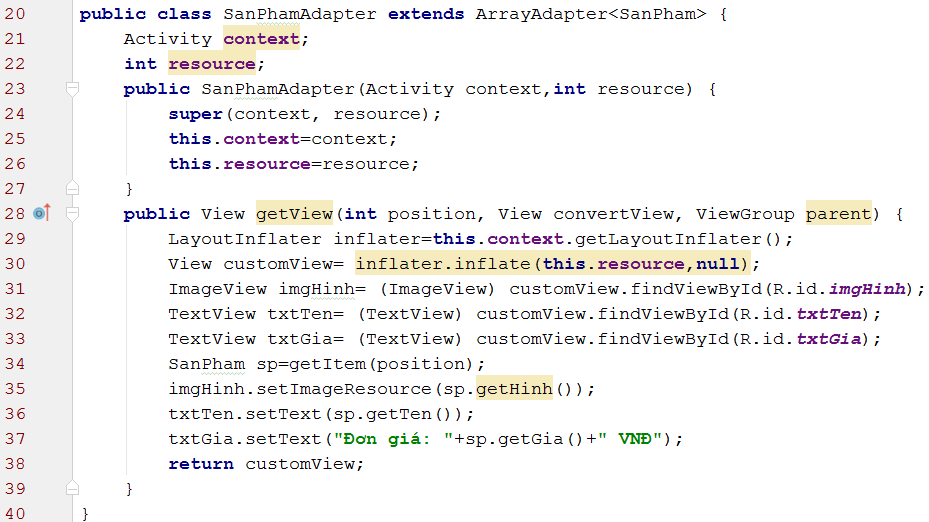 20 public class SanPhamAdapter extends ArrayAdapter<SanPham> {
21     Activity context;
22     int resource;
23     public SanPhamAdapter(Activity context,int resource) {
24         super(context, resource);
25         this.context=context;
26         this.resource=resource;
27     }
28     public View getView(int position, View convertView, ViewGroup parent) {
29         LayoutInflater inflater=this.context.getLayoutInflater();
30         View customView= inflater.inflate(this.resource,null);
31         ImageView imgHinh= (ImageView) customView.findViewById(R.id.imgHinh);
32         TextView txtTen= (TextView) customView.findViewById(R.id.txtTen);
33         TextView txtGia= (TextView) customView.findViewById(R.id.txtGia);
34         SanPham sp=getItem(position);
35         imgHinh.setImageResource(sp.getHinh());
36         txtTen.setText(sp.getTen());
37         txtGia.setText("Đơn giá: "+sp.getGia()+" VNĐ");
38         return customView;
39     }
40 }